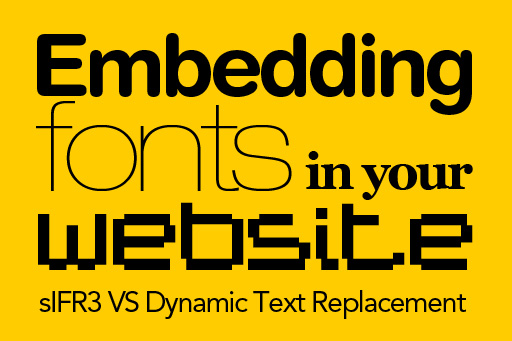 Embedding
fonts in your
website
sIFR3 VS Dynamic Text Replacement